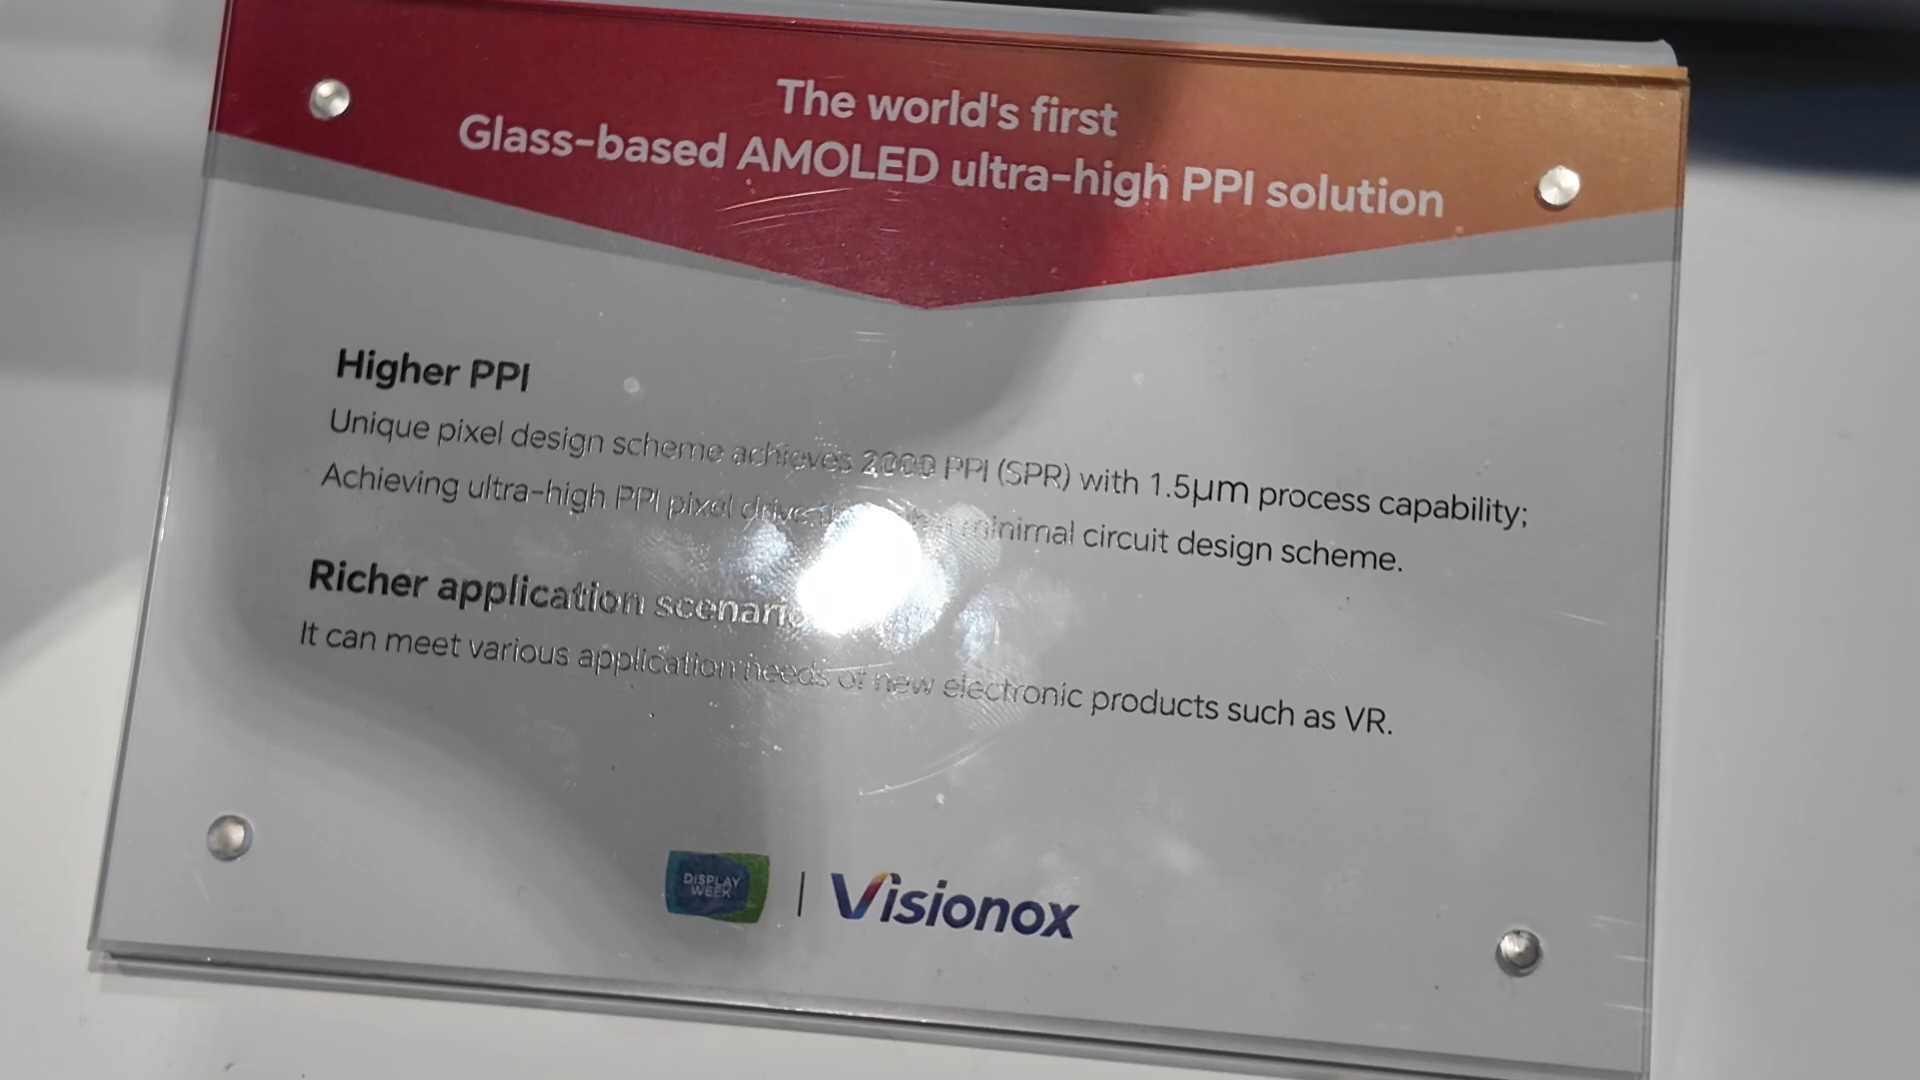 The world's first
Glass-based AMOLED ultra-high PPI solution
Higher PPI
Unique pixel design scheme achieves 2000 PPI (SPR) with 1.5μm process capability;
Achieving ultra-high PPI pixel minimal circuit design scheme.
Richer application
It can meet various application needs of new electronic products such as VR.
DISPLAY
WEEK
Visionox